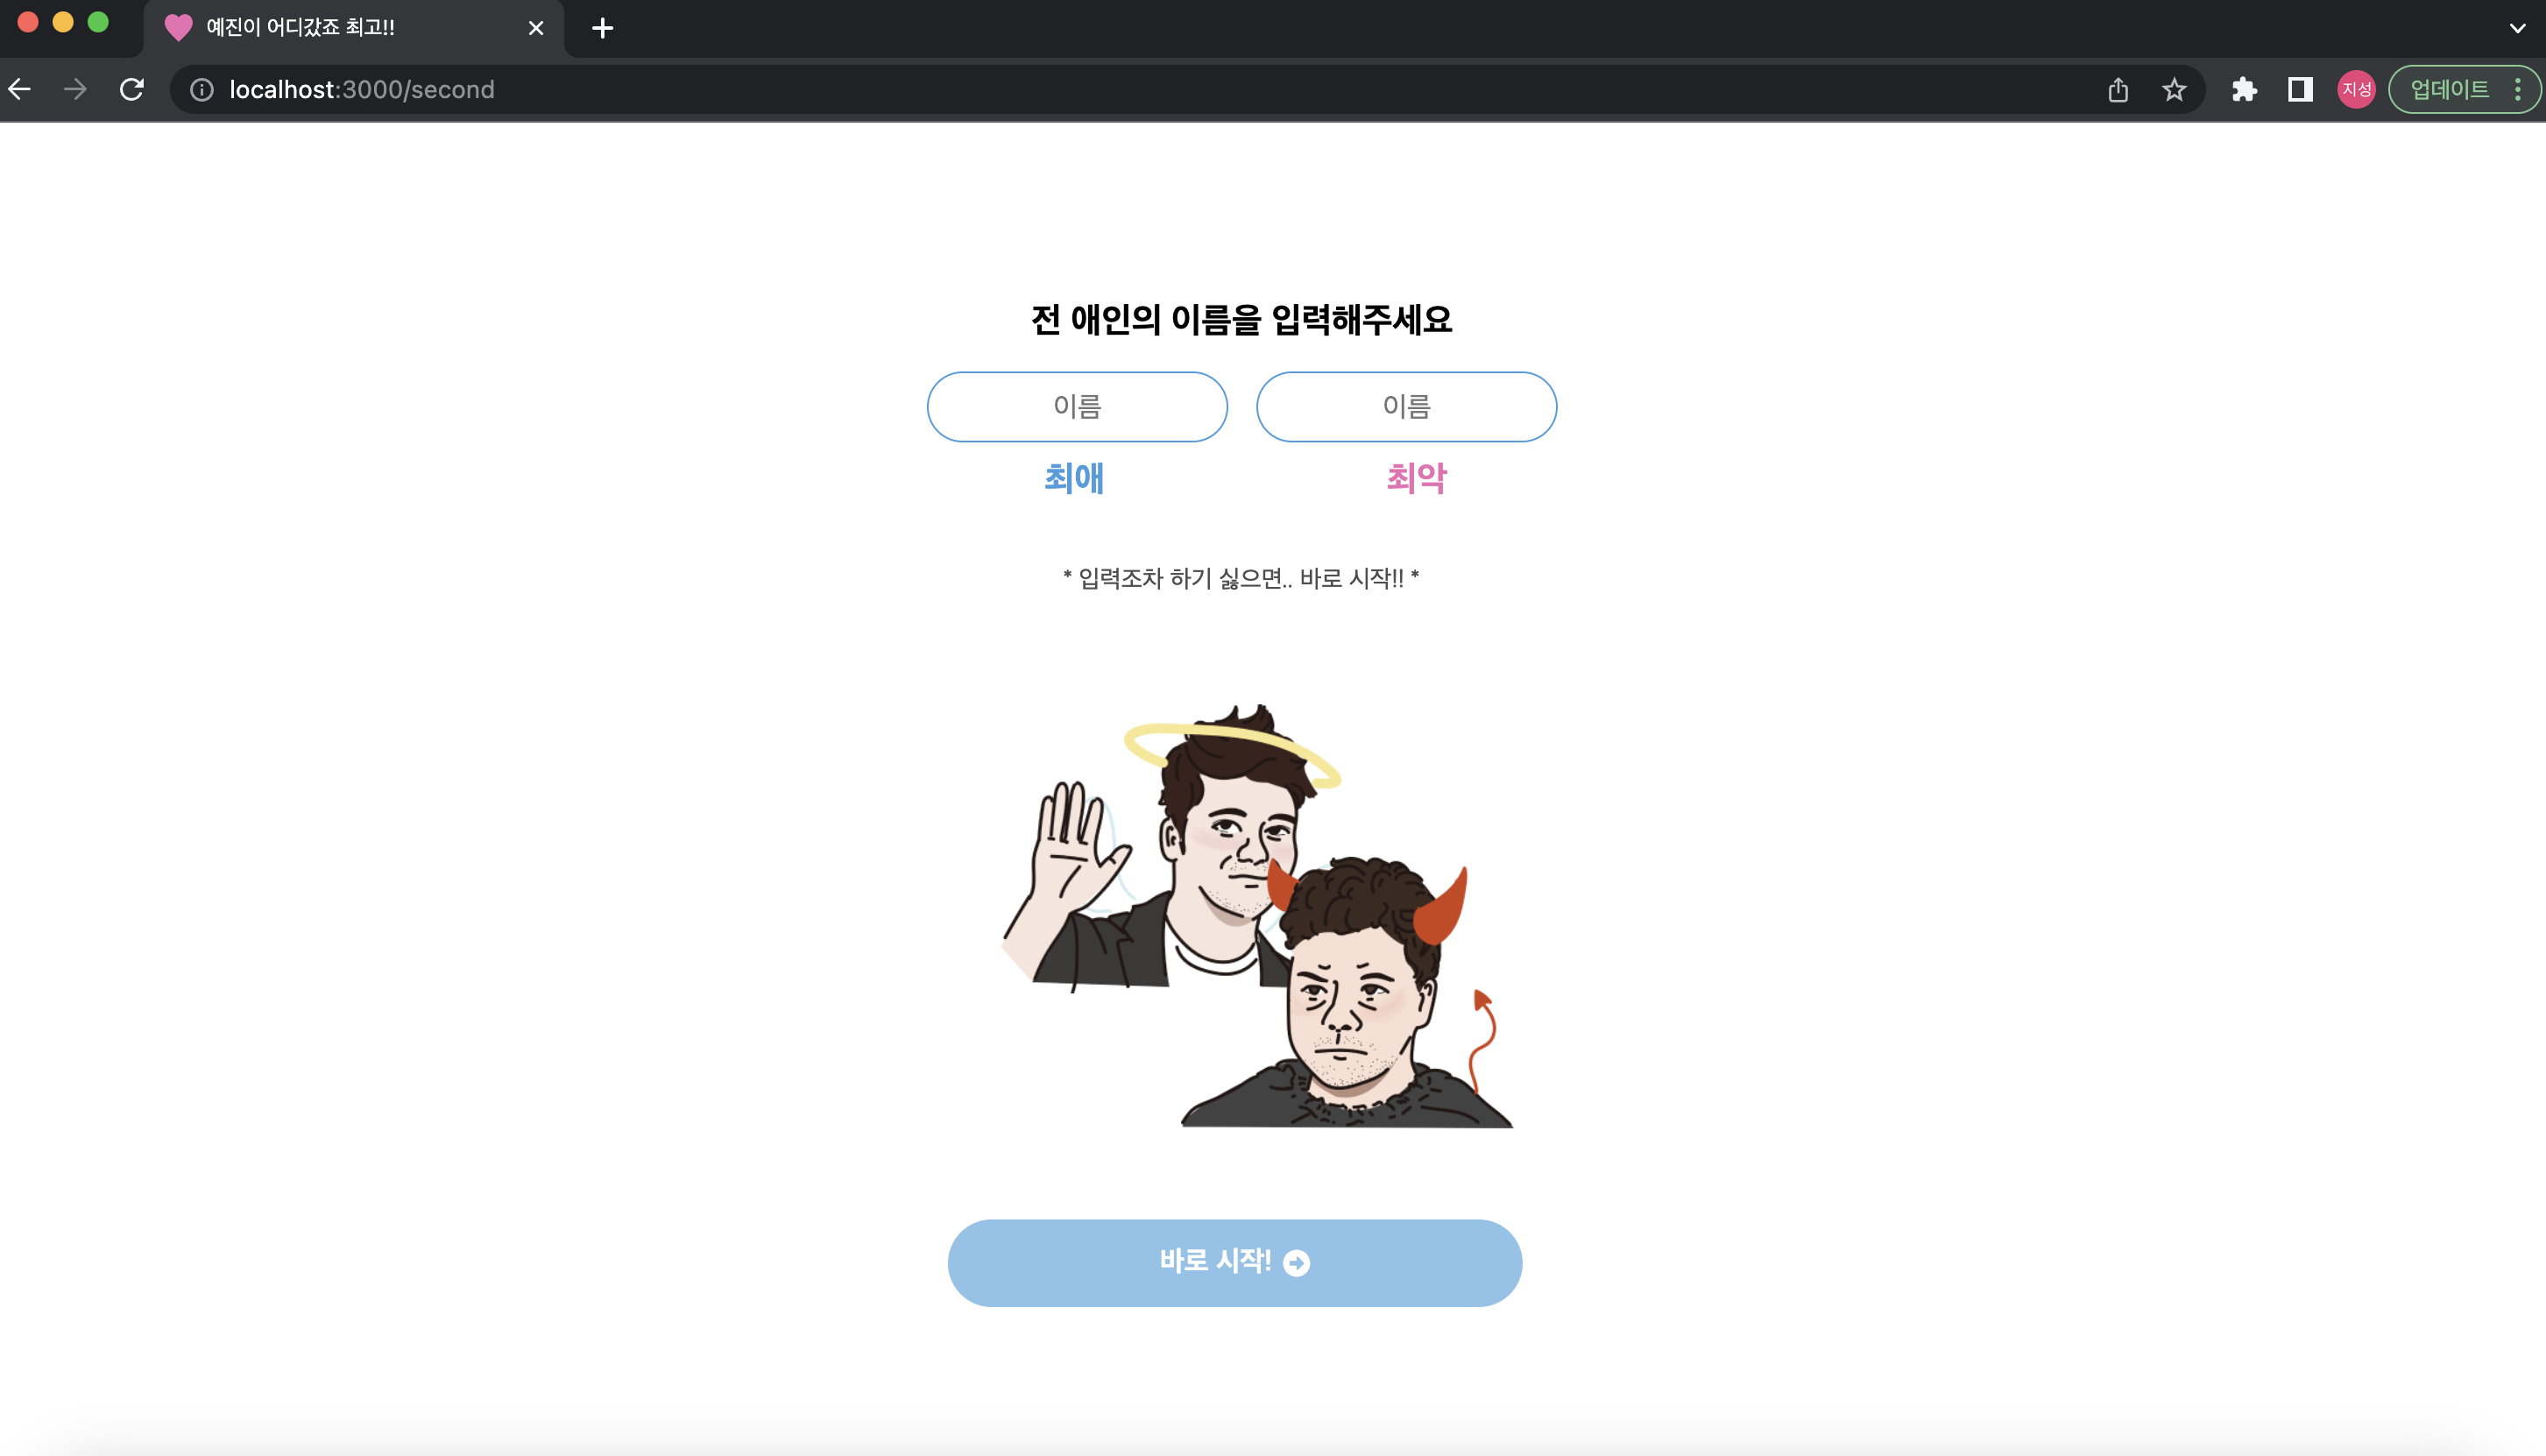 예진이 어디갔죠 최고!!
localhost:3000/second
지성
업데이트
전 애인의 이름을 입력해주세요
이름 이름
최애 최악
* 입력조차 하기 싫으면.. 바로 시작!! *
바로 시작!